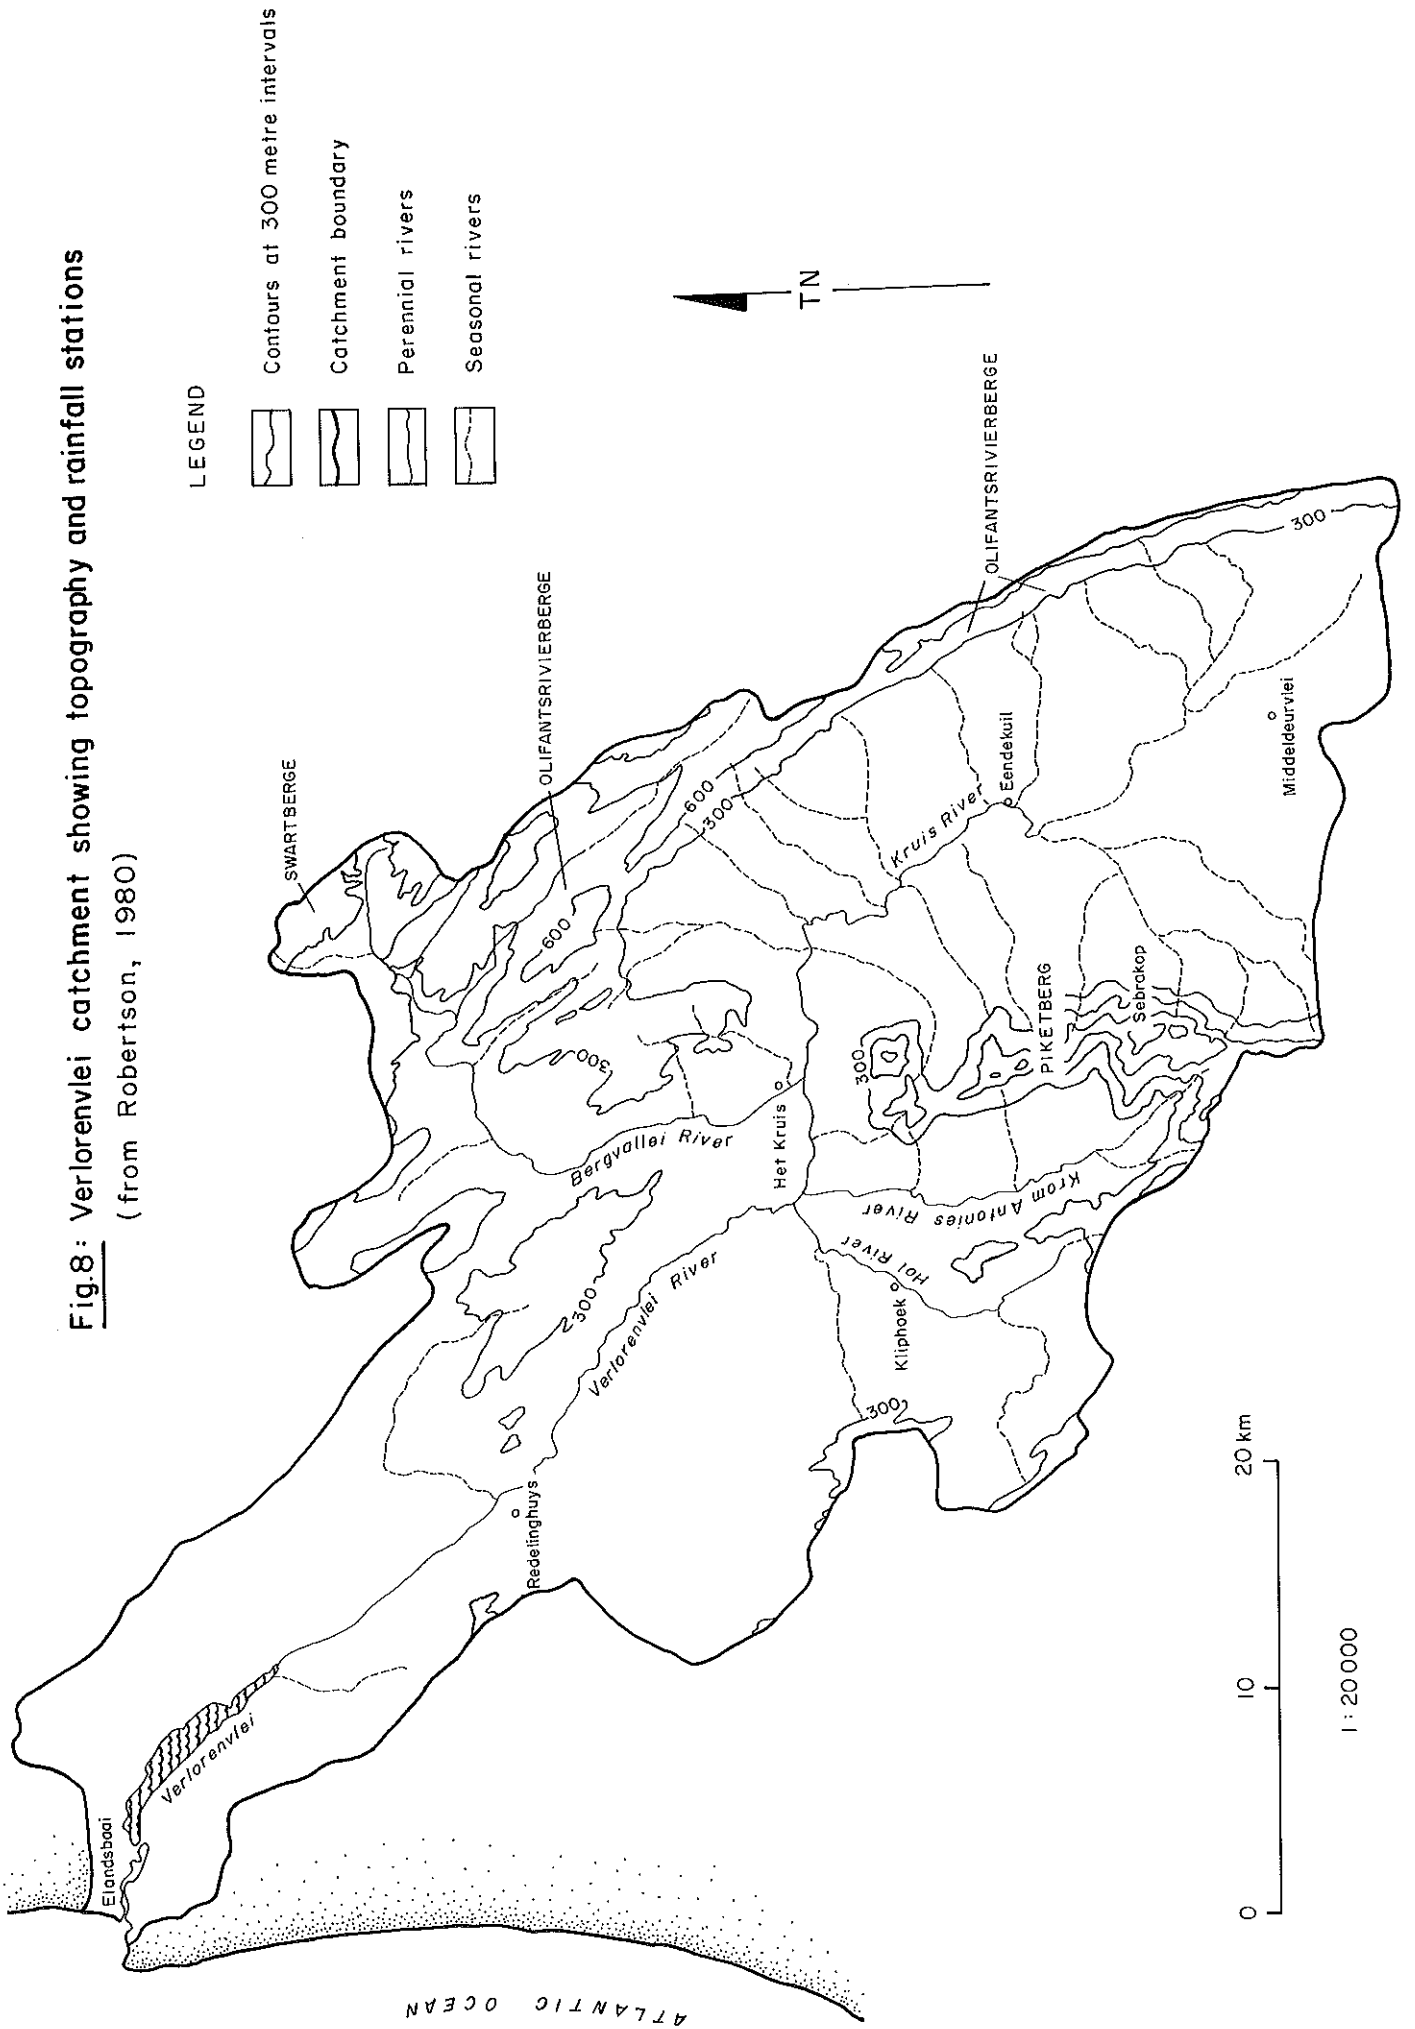 Fig.8: Verlorenvlei catchment showing topography and rainfall stations
(from Robertson, 1980)
LEGEND
Contours at 300 metre intervals
Catchment boundary
Perennial rivers
Seasonal rivers
TN
SWARTBERGE
OLIFANTSRIVIERBERGE
OLIFANTSRIVIERBERGE
Elandsbaai
Verlorenvlei
Redelinghuys
Verlorenvlei River
300
Bergvallei River
300
600
600
300
Het Kruis
Kruis River
Eendekuil
300
Middeldeurvlei
300
PIKETBERG
Sebrakop
Krom Antonies River
Hol River
Kliphoek
300
ATLANTIC OCEAN
0
10
20 km
1:20000